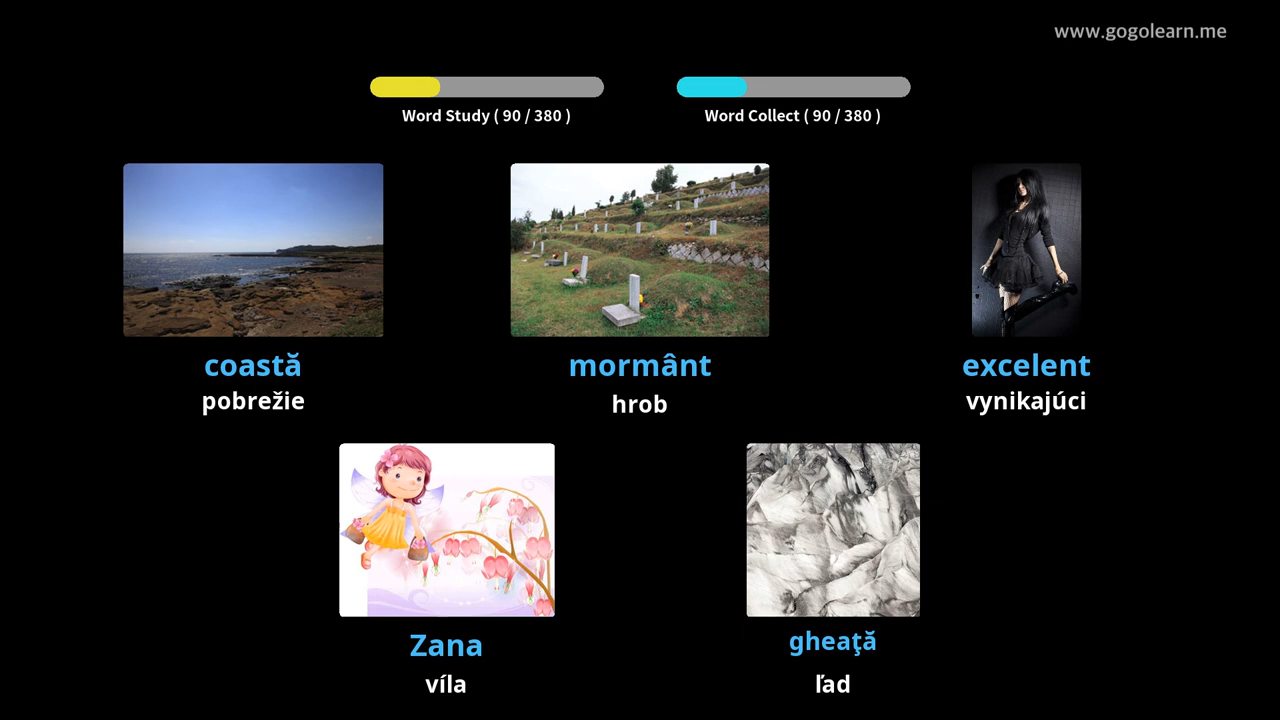 www.gogolearn.me
Word Study ( 90 / 380 )
Word Collect ( 90 / 380 )
coastă
pobrežie
mormânt
hrob
excelent
vynikajúci
Zana
víla
gheaţă
ľad